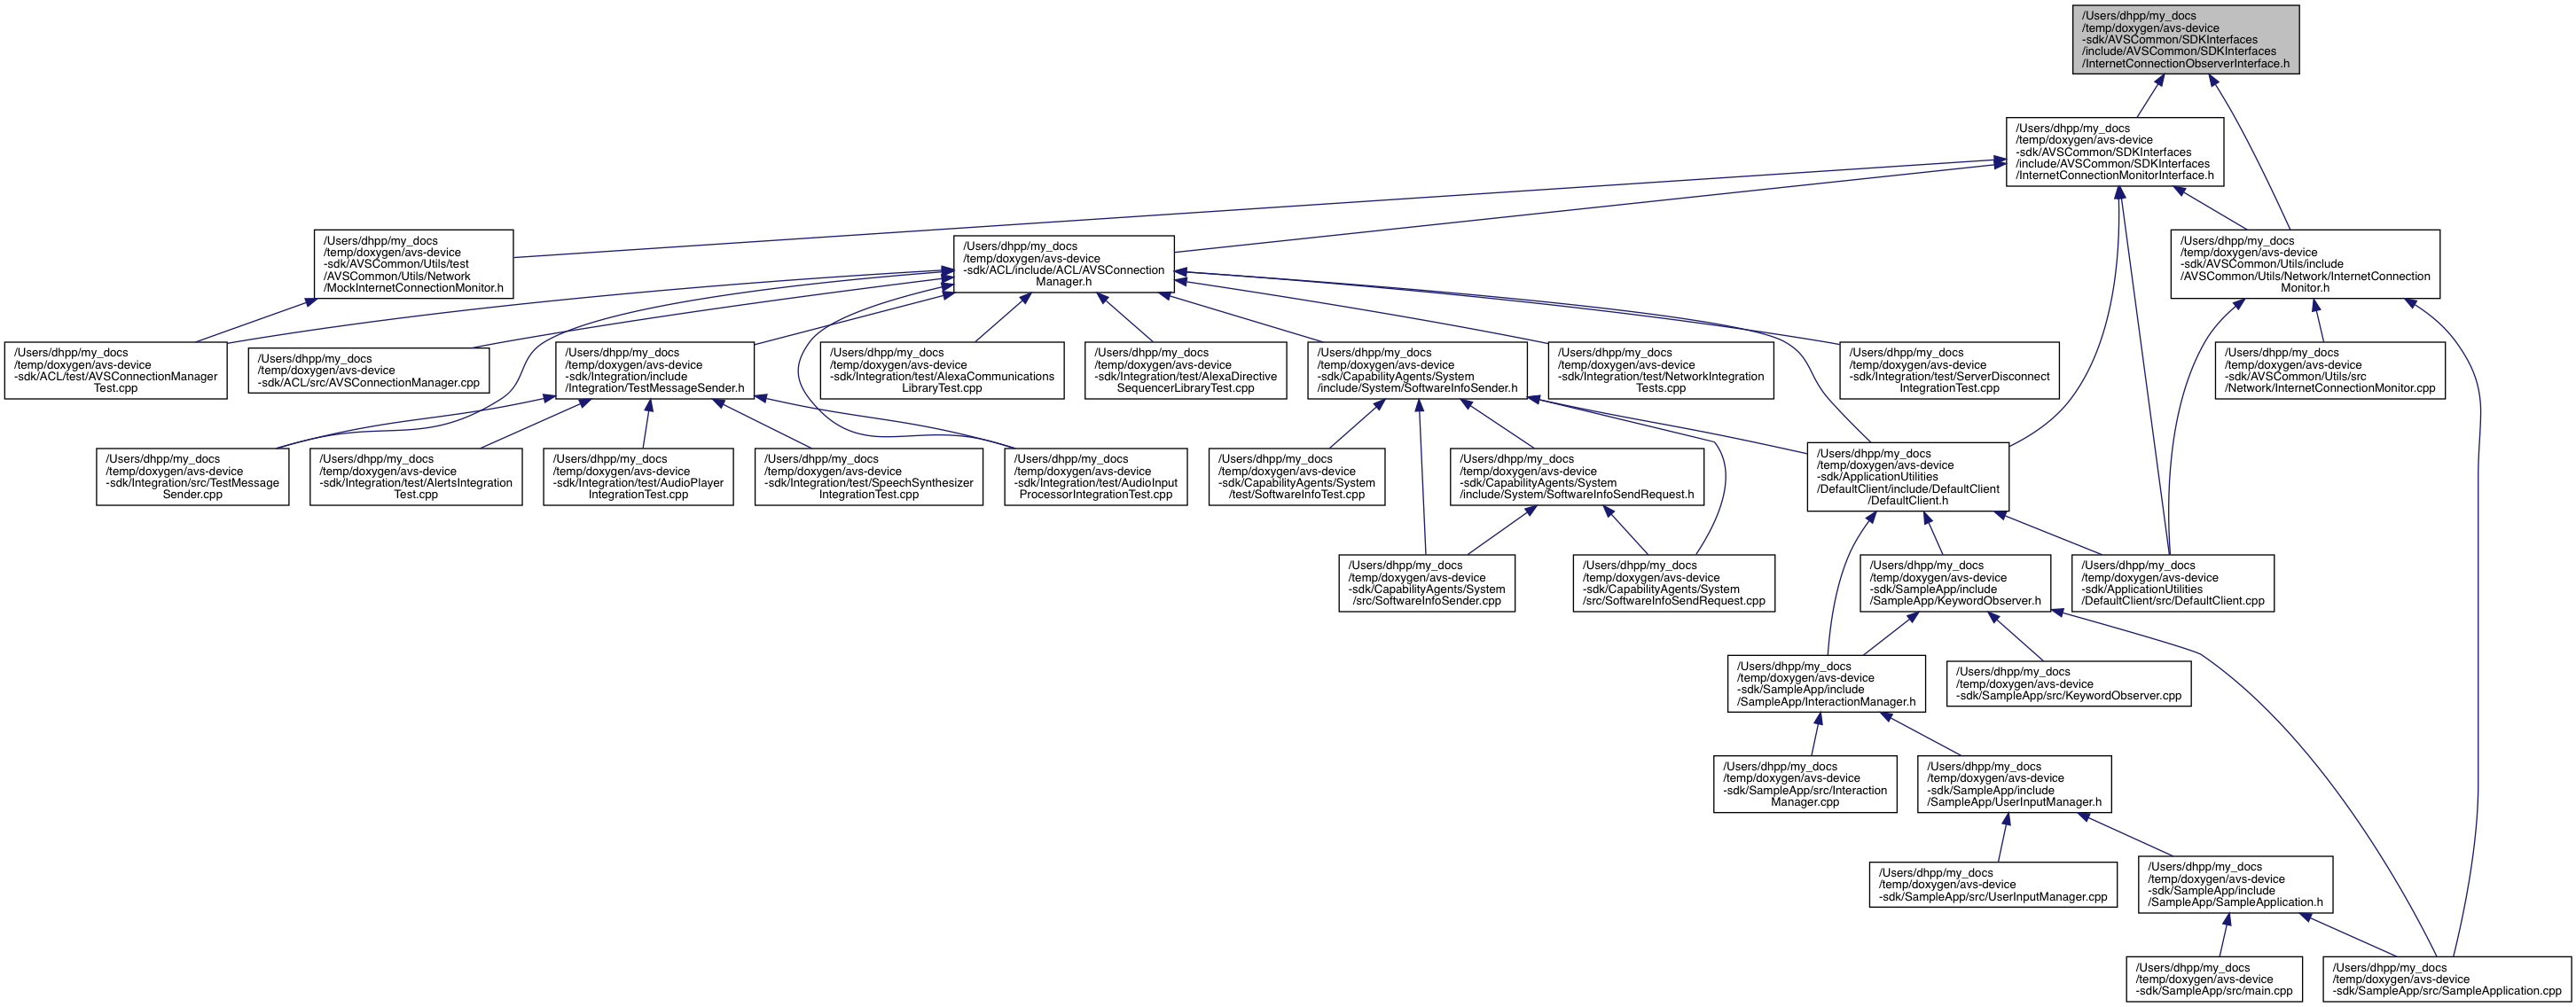 /Users/dhpp/my_docs
/temp/doxygen/avs-device
-sdk/AVSCommon/SDKInterfaces
/include/AVSCommon/SDKInterfaces
/InternetConnectionObserverInterface.h
/Users/dhpp/my_docs
/temp/doxygen/avs-device
-sdk/AVSCommon/SDKInterfaces
/include/AVSCommon/SDKInterfaces
/InternetConnectionMonitorInterface.h
/Users/dhpp/my_docs
/temp/doxygen/avs-device
-sdk/AVSCommon/Utils/test
/AVSCommon/Utils/Network
/MockInternetConnectionMonitor.h
/Users/dhpp/my_docs
/temp/doxygen/avs-device
-sdk/ACL/include/ACL/AVSConnection
Manager.h
/Users/dhpp/my_docs
/temp/doxygen/avs-device
-sdk/AVSCommon/Utils/include
/AVSCommon/Utils/Network/InternetConnection
Monitor.h
/Users/dhpp/my_docs
/temp/doxygen/avs-device
-sdk/ACL/test/AVSConnectionManager
Test.cpp
/Users/dhpp/my_docs
/temp/doxygen/avs-device
-sdk/ACL/src/AVSConnectionManager.cpp
/Users/dhpp/my_docs
/temp/doxygen/avs-device
-sdk/Integration/include
/Integration/TestMessageSender.h
/Users/dhpp/my_docs
/temp/doxygen/avs-device
-sdk/Integration/test/AlexaCommunications
LibraryTest.cpp
/Users/dhpp/my_docs
/temp/doxygen/avs-device
-sdk/Integration/test/AlexaDirective
SequencerLibraryTest.cpp
/Users/dhpp/my_docs
/temp/doxygen/avs-device
-sdk/CapabilityAgents/System
/include/System/SoftwareInfoSender.h
/Users/dhpp/my_docs
/temp/doxygen/avs-device
-sdk/Integration/test/NetworkIntegration
Tests.cpp
/Users/dhpp/my_docs
/temp/doxygen/avs-device
-sdk/Integration/test/ServerDisconnect
IntegrationTest.cpp
/Users/dhpp/my_docs
/temp/doxygen/avs-device
-sdk/AVSCommon/Utils/src
/Network/InternetConnectionMonitor.cpp
/Users/dhpp/my_docs
/temp/doxygen/avs-device
-sdk/Integration/src/TestMessage
Sender.cpp
/Users/dhpp/my_docs
/temp/doxygen/avs-device
-sdk/Integration/test/AlertsIntegration
Test.cpp
/Users/dhpp/my_docs
/temp/doxygen/avs-device
-sdk/Integration/test/AudioPlayer
IntegrationTest.cpp
/Users/dhpp/my_docs
/temp/doxygen/avs-device
-sdk/Integration/test/SpeechSynthesizer
IntegrationTest.cpp
/Users/dhpp/my_docs
/temp/doxygen/avs-device
-sdk/Integration/test/AudioInput
ProcessorIntegrationTest.cpp
/Users/dhpp/my_docs
/temp/doxygen/avs-device
-sdk/CapabilityAgents/System
/test/SoftwareInfoTest.cpp
/Users/dhpp/my_docs
/temp/doxygen/avs-device
-sdk/CapabilityAgents/System
/include/System/SoftwareInfoSendRequest.h
/Users/dhpp/my_docs
/temp/doxygen/avs-device
-sdk/ApplicationUtilities
/DefaultClient/include/DefaultClient
/DefaultClient.h
/Users/dhpp/my_docs
/temp/doxygen/avs-device
-sdk/CapabilityAgents/System
/src/SoftwareInfoSender.cpp
/Users/dhpp/my_docs
/temp/doxygen/avs-device
-sdk/CapabilityAgents/System
/src/SoftwareInfoSendRequest.cpp
/Users/dhpp/my_docs
/temp/doxygen/avs-device
-sdk/SampleApp/include
/SampleApp/KeywordObserver.h
/Users/dhpp/my_docs
/temp/doxygen/avs-device
-sdk/ApplicationUtilities
/DefaultClient/src/DefaultClient.cpp
/Users/dhpp/my_docs
/temp/doxygen/avs-device
-sdk/SampleApp/include
/SampleApp/InteractionManager.h
/Users/dhpp/my_docs
/temp/doxygen/avs-device
-sdk/SampleApp/src/KeywordObserver.cpp
/Users/dhpp/my_docs
/temp/doxygen/avs-device
-sdk/SampleApp/src/Interaction
Manager.cpp
/Users/dhpp/my_docs
/temp/doxygen/avs-device
-sdk/SampleApp/include
/SampleApp/UserInputManager.h
/Users/dhpp/my_docs
/temp/doxygen/avs-device
-sdk/SampleApp/src/UserInputManager.cpp
/Users/dhpp/my_docs
/temp/doxygen/avs-device
-sdk/SampleApp/include
/SampleApp/SampleApplication.h
/Users/dhpp/my_docs
/temp/doxygen/avs-device
-sdk/SampleApp/src/main.cpp
/Users/dhpp/my_docs
/temp/doxygen/avs-device
-sdk/SampleApp/src/SampleApplication.cpp